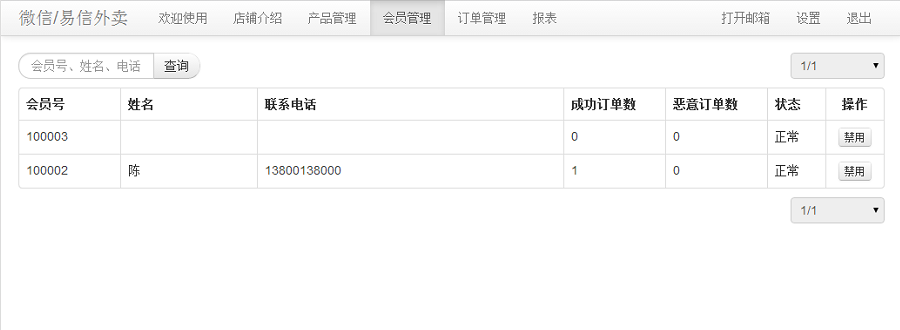 微信/易信外卖 欢迎使用 店铺介绍 产品管理 会员管理 订单管理 报表 打开邮箱 设置 退出
会员号、姓名、电话 查询 1/1
会员号 姓名 联系电话 成功订单数 恶意订单数 状态 操作
100003 0 0 正常 禁用
100002 陈 13800138000 1 0 正常 禁用
1/1